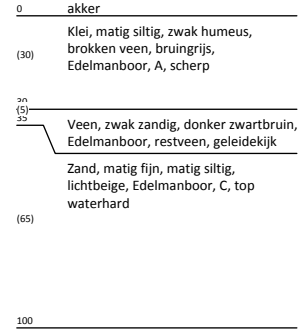 0 akker
Klei, matig siltig, zwak humeus,
brokken veen, bruingrijs,
(30)
Edelmanboor, A, scherp
30
(5)
35
Veen, zwak zandig, donker zwartbruin,
Edelmanboor, restveen, geleidekijk
Zand, matig fijn, matig siltig,
lichtbeige, Edelmanboor, C, top
waterhard
(65)
100